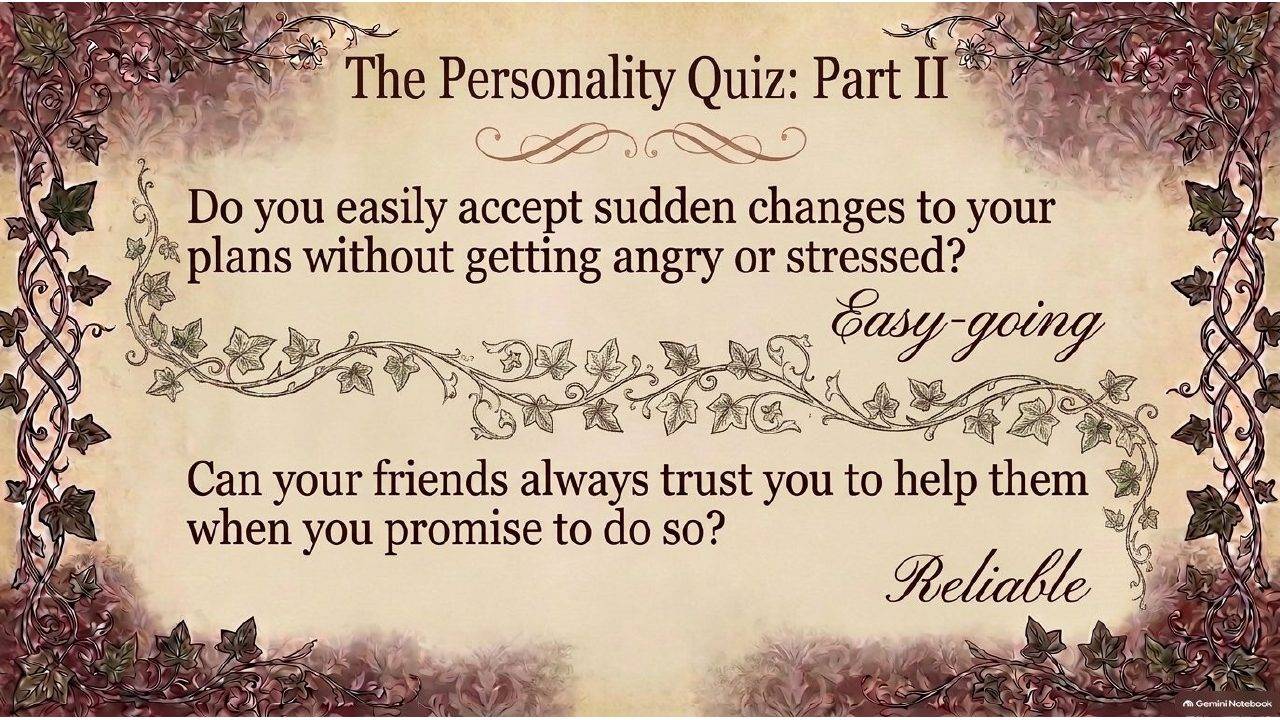 The Personality Quiz: Part II
Do you easily accept sudden changes to your
plans without getting angry or stressed?
Easy-going
Can your friends always trust you to help them
when you promise to do so?
Reliable
Gemini Notebook